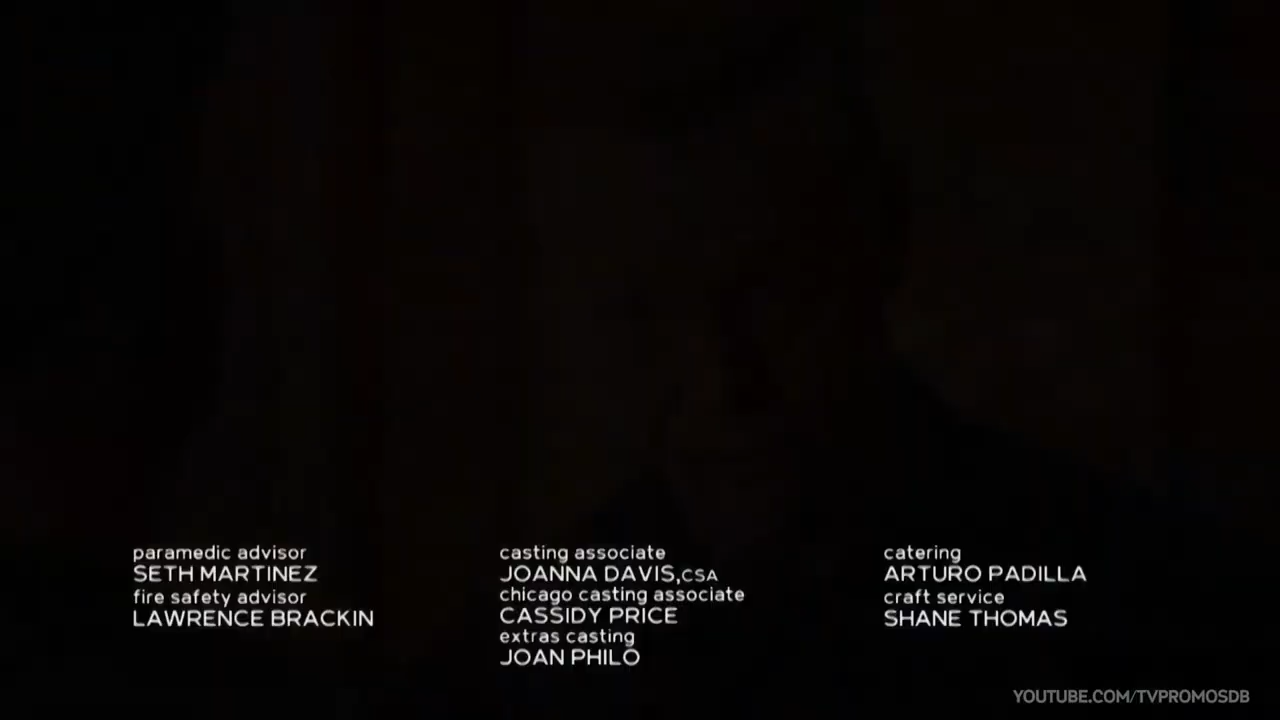 paramedic advisor
SETH MARTINEZ
fire safety advisor
LAWRENCE BRACKIN
casting associate
JOANNA DAVIS,CSA
chicago casting associate
CASSIDY PRICE
extras casting
JOAN PHILO
catering
ARTURO PADILLA
craft service
SHANE THOMAS
YOUTUBE.COM/TVPROMOSDB